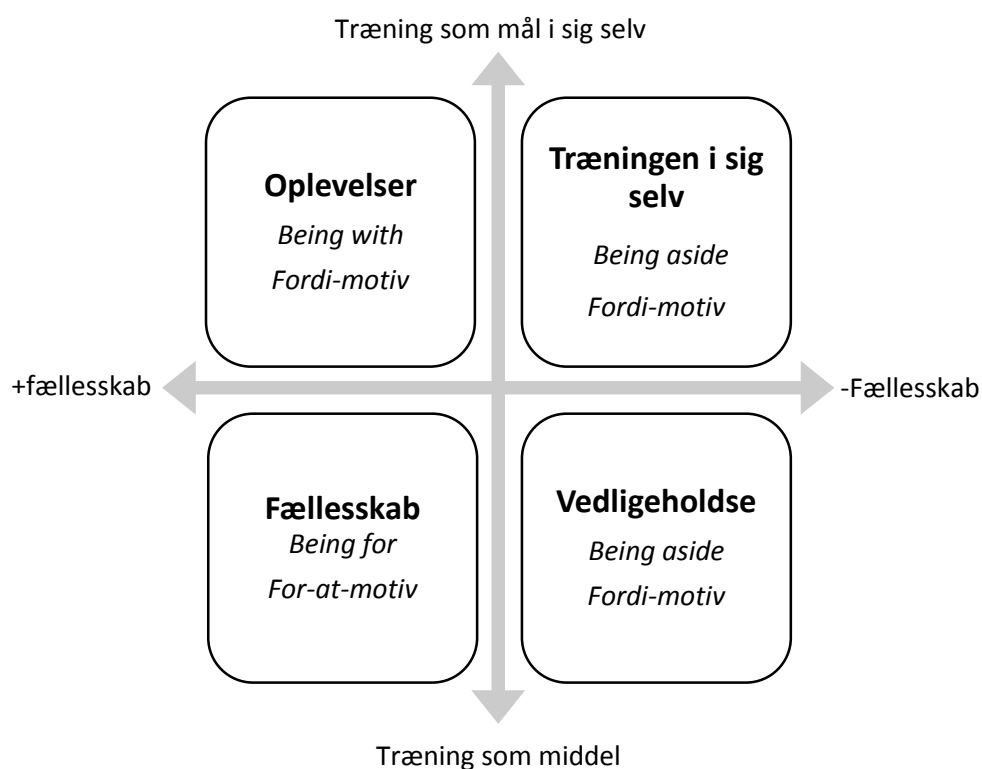 Træning som mål i sig selv
Oplevelser
Being with
Fordi-motiv
Træningen i sig
selv
Being aside
Fordi-motiv
+fællesskab
-Fællesskab
Fællesskab
Being for
For-at-motiv
Vedligeholdse
Being aside
Fordi-motiv
Træning som middel